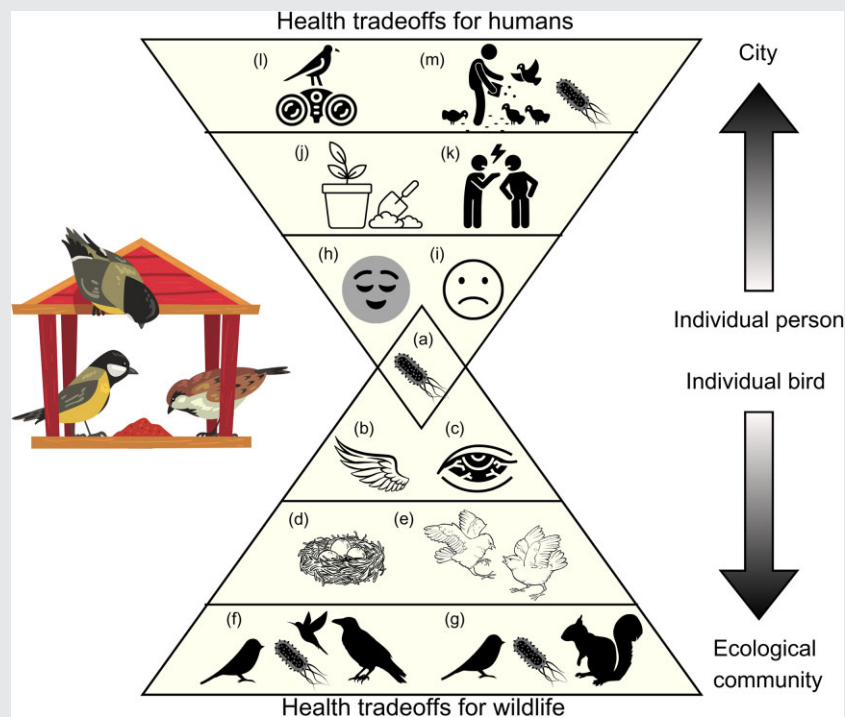 Health tradeoffs for humans
(l)
(m)
City
(j)
(k)
(h)
(i)
Individual person
(a)
Individual bird
(b)
(c)
(d)
(e)
(f)
(g)
Ecological
community
Health tradeoffs for wildlife